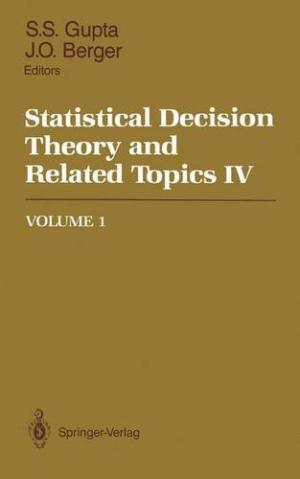 S.S. Gupta
J.O. Berger
Editors
Statistical Decision
Theory and
Related Topics IV
VOLUME 1
Springer-Verlag